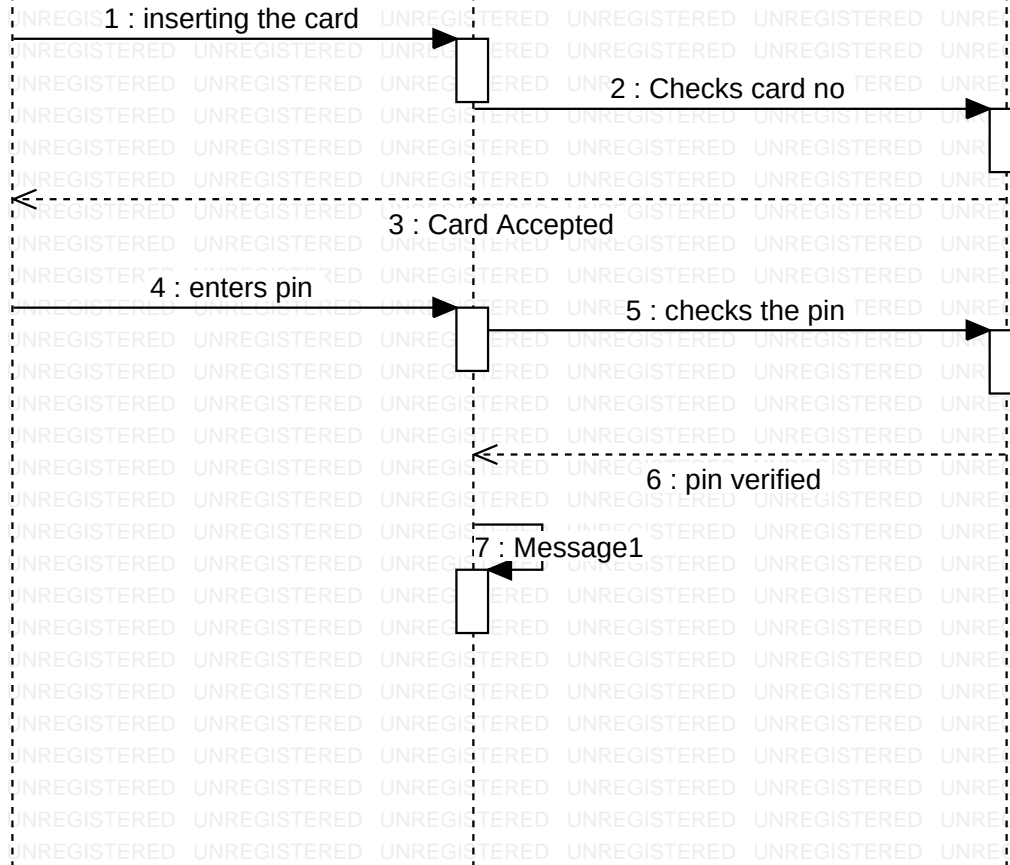 1 : inserting the card
2 : Checks card no
3 : Card Accepted
4 : enters pin
5 : checks the pin
6 : pin verified
7 : Message1
UNREGISTERED